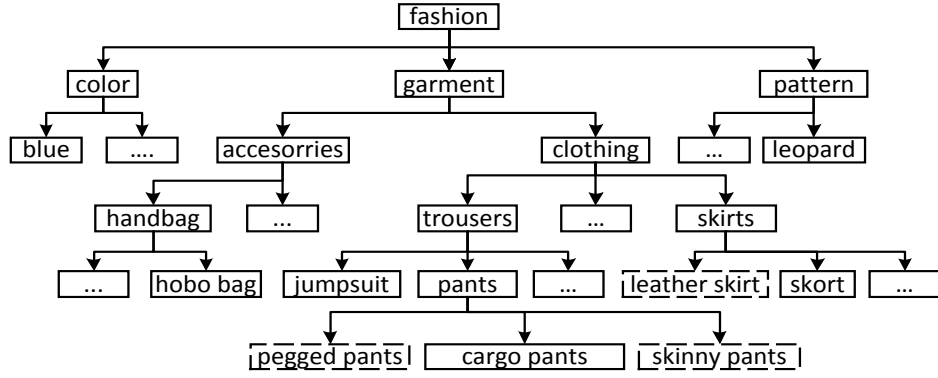 fashion
color
garment
pattern
blue
....
accesorries
clothing
...
leopard
handbag
...
trousers
...
skirts
...
hobo bag
jumpsuit
pants
...
leather skirt
skort
...
pegged pants
cargo pants
skinny pants